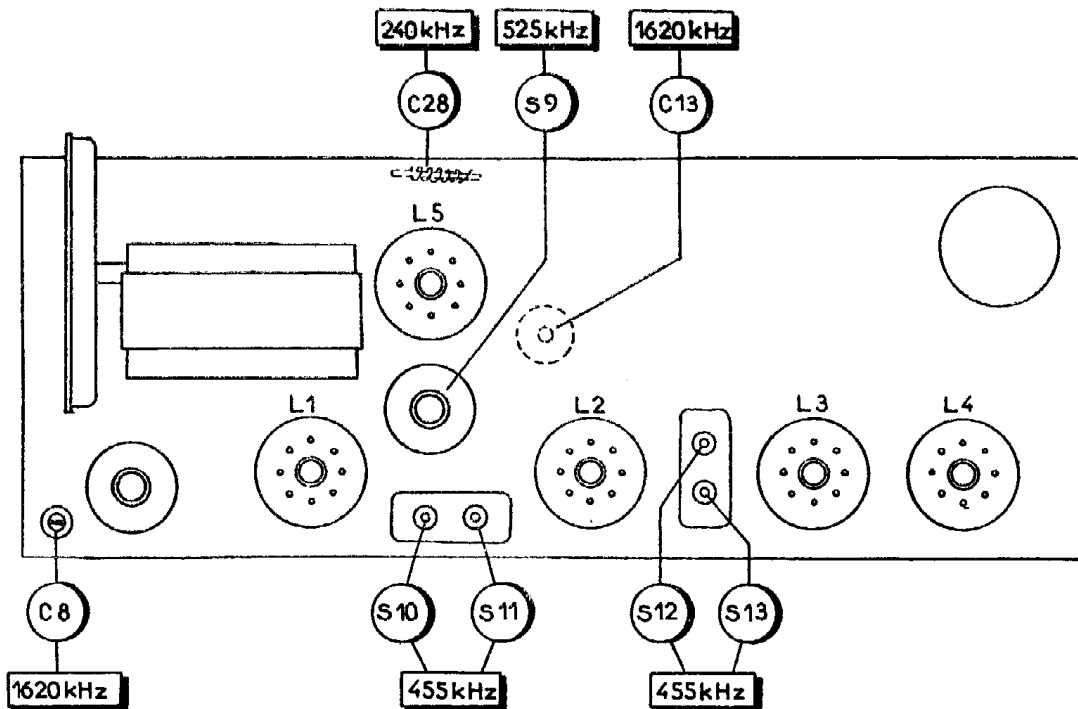 240kHz 525kHz 1620kHz
C28 S9 C13
L5
L1 L2 L3 L4
C8 S10 S11 S12 S13
1620kHz 455kHz 455kHz